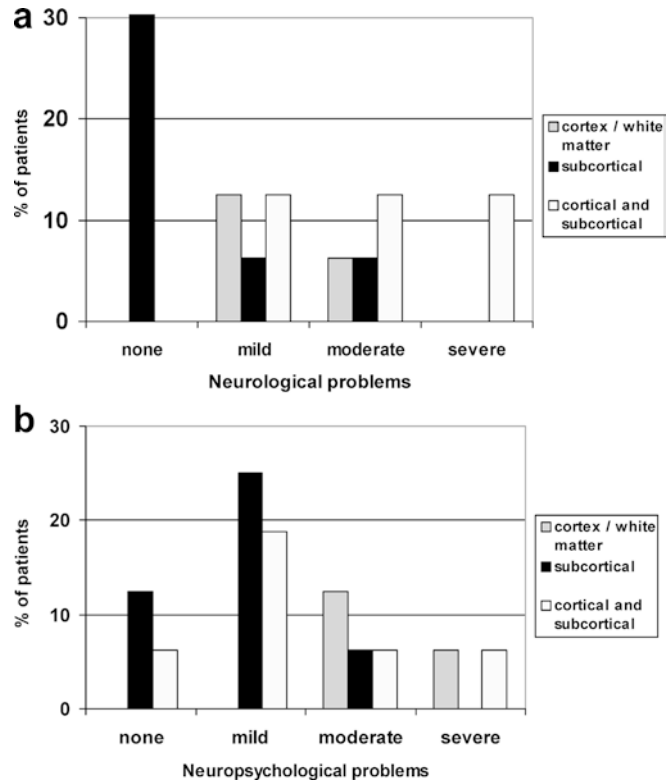 a
30
20
10
0
% of patients
none mild moderate severe
Neurological problems
cortex / white
matter
subcortical
cortical and
subcortical
b
30
20
10
0
% of patients
none mild moderate severe
Neuropsychological problems
cortex / white
matter
subcortical
cortical and
subcortical